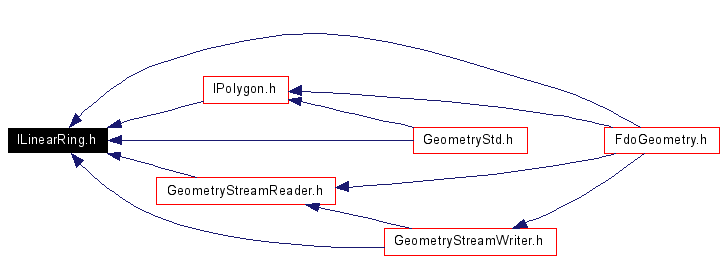 IPolygon.h
ILinearRing.h
GeometryStd.h
FdoGeometry.h
GeometryStreamReader.h
GeometryStreamWriter.h